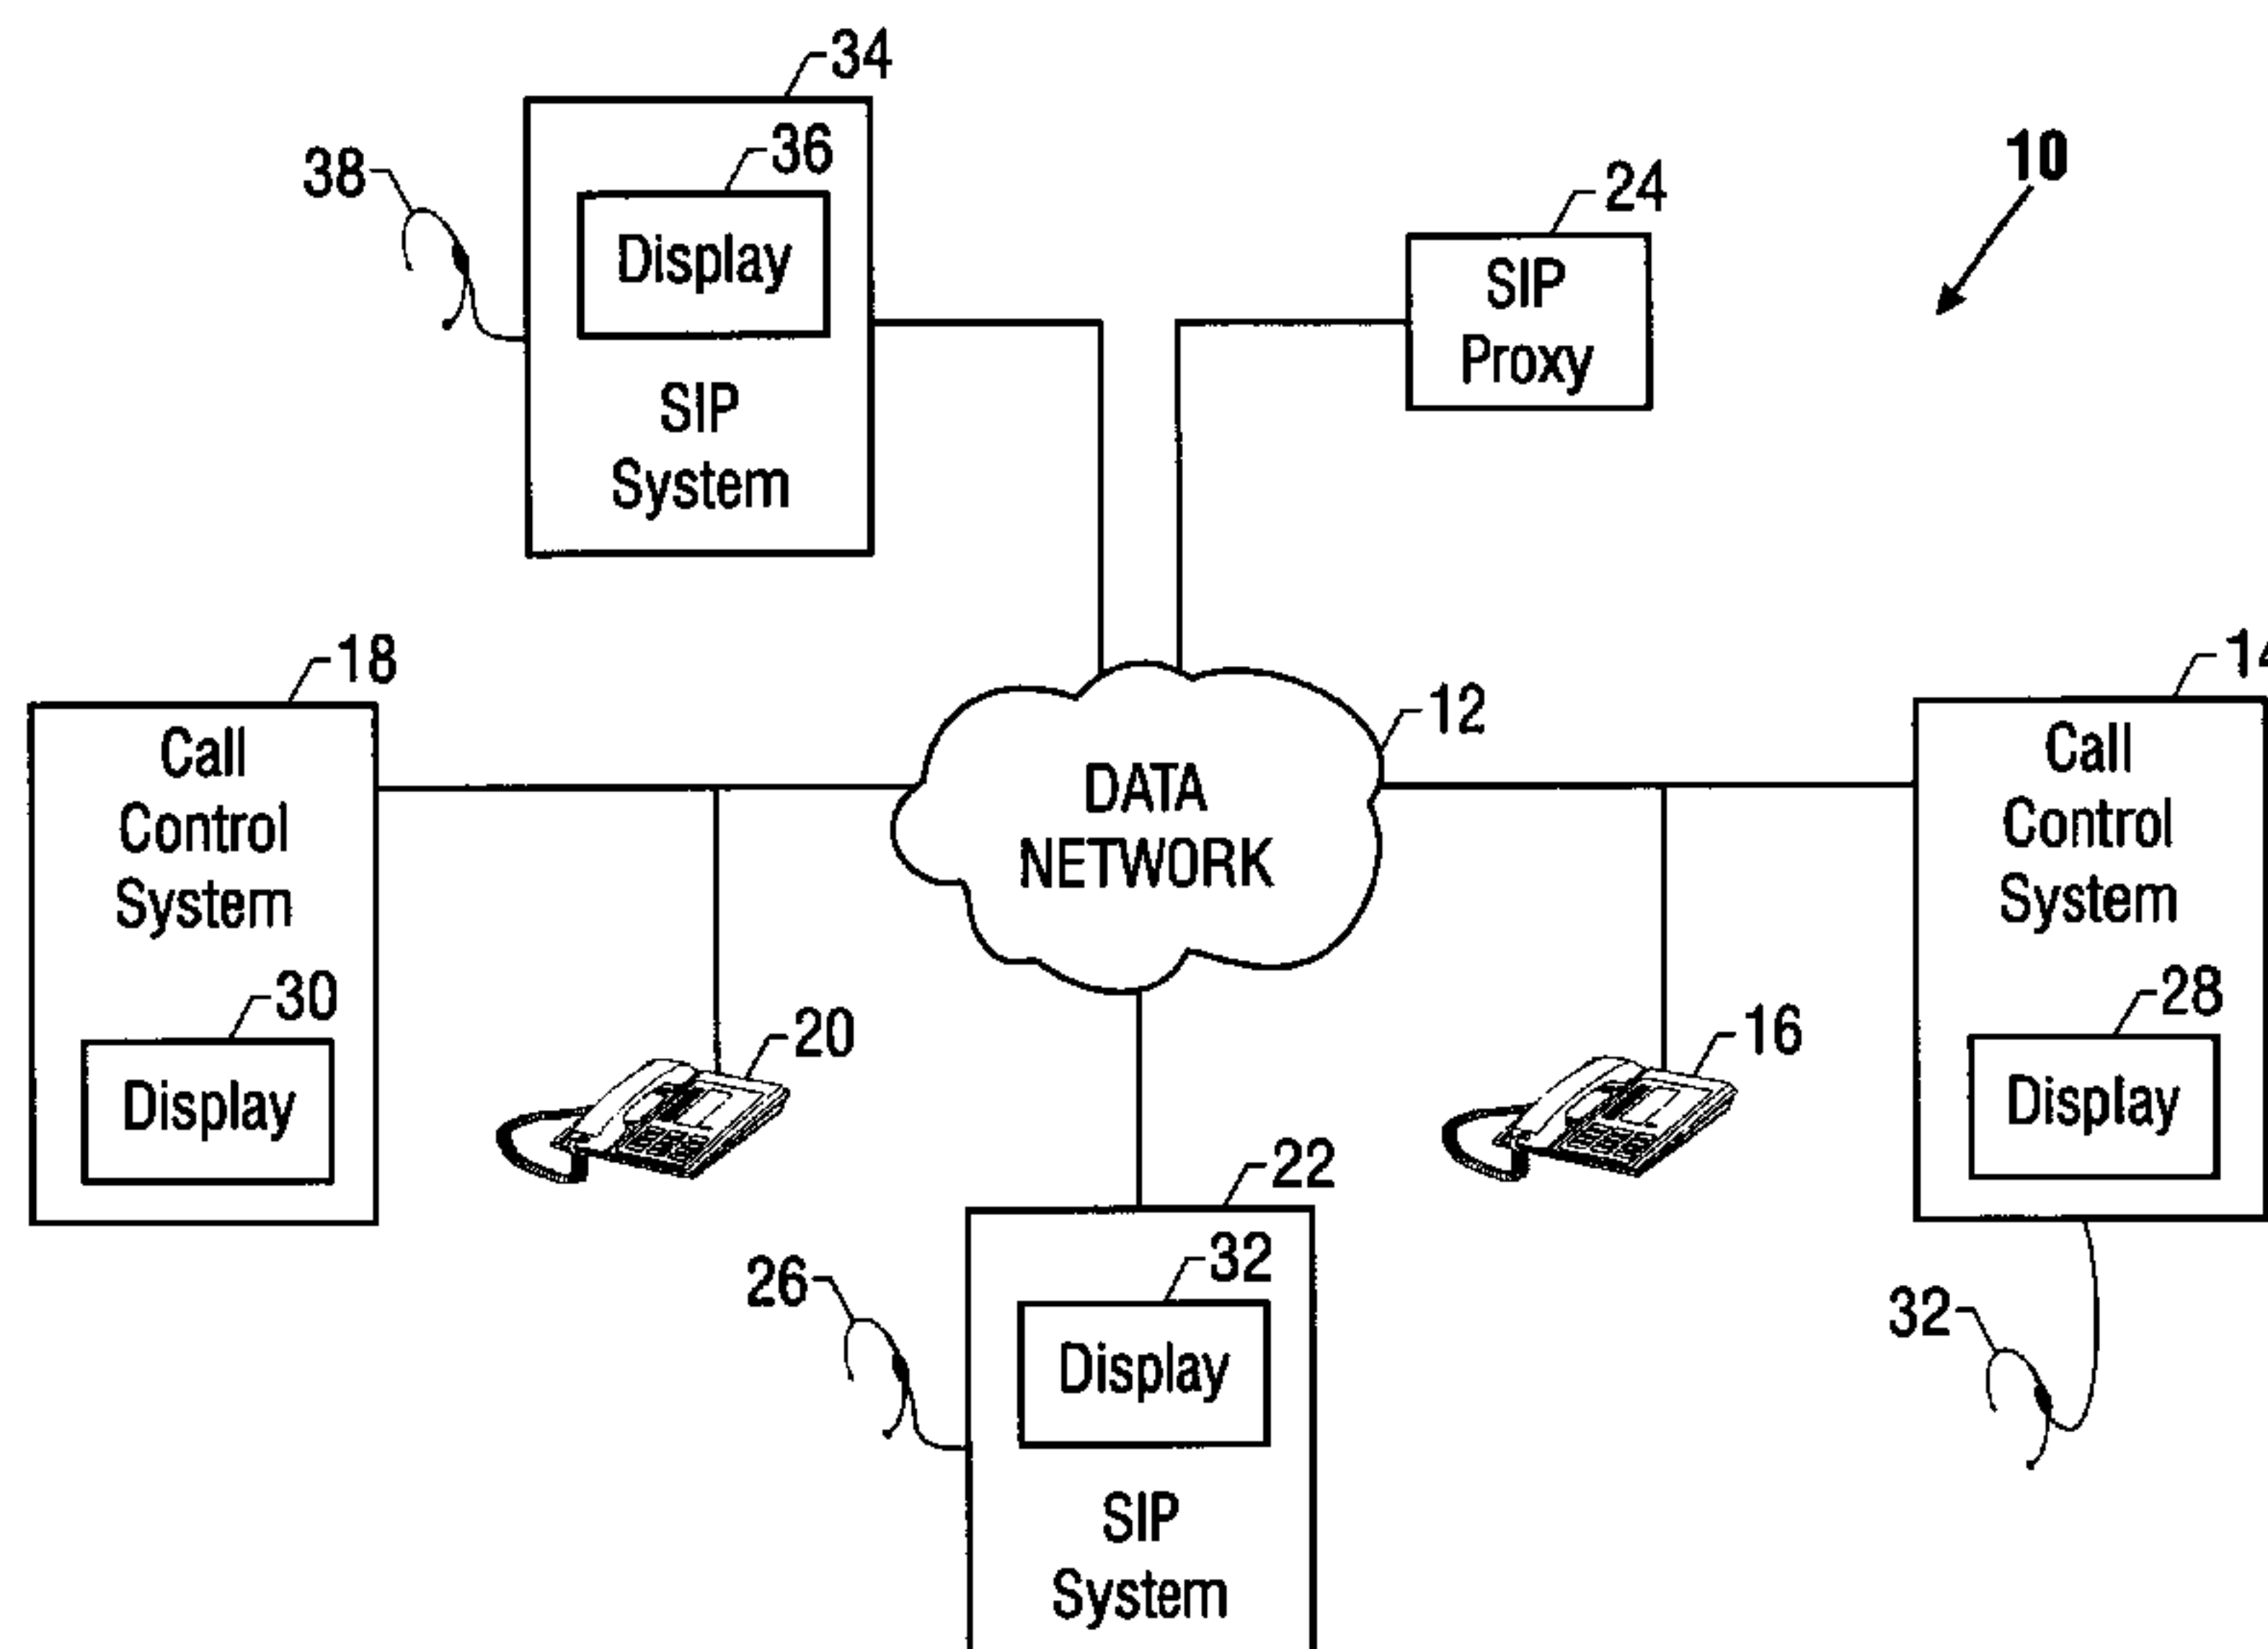 34
36
38
Display
SIP
System
24
SIP
Proxy
10
18
Call
Control
System
30
Display
20
DATA
NETWORK
12
16
14
Call
Control
System
28
Display
32
22
26
32
Display
SIP
System